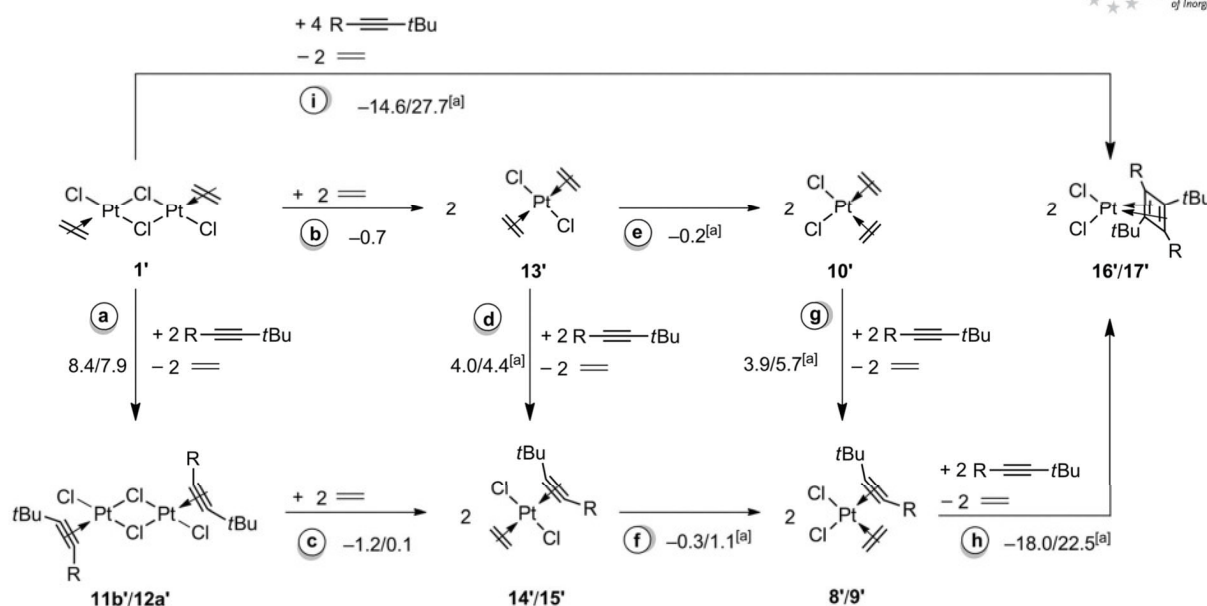 of Inorg
+ 4 R tBu
− 2
i −14.6/27.7[a]
Cl Cl Pt Pt Cl Cl
1'
+ 2
b −0.7
2 Cl Pt Cl
13'
e −0.2[a]
2 Cl Pt Cl
10'
2 Cl Pt Cl R tBu tBu R
16'/17'
a + 2 R tBu
8.4/7.9 − 2
d + 2 R tBu
4.0/4.4[a] − 2
g + 2 R tBu
3.9/5.7[a] − 2
tBu R Cl Pt Cl Cl Pt Cl R tBu
11b'/12a'
+ 2
c −1.2/0.1
2 tBu Cl Pt Cl R
14'/15'
f −0.3/1.1[a]
2 tBu Cl Pt Cl R
8'/9'
+ 2 R tBu
− 2
h −18.0/22.5[a]